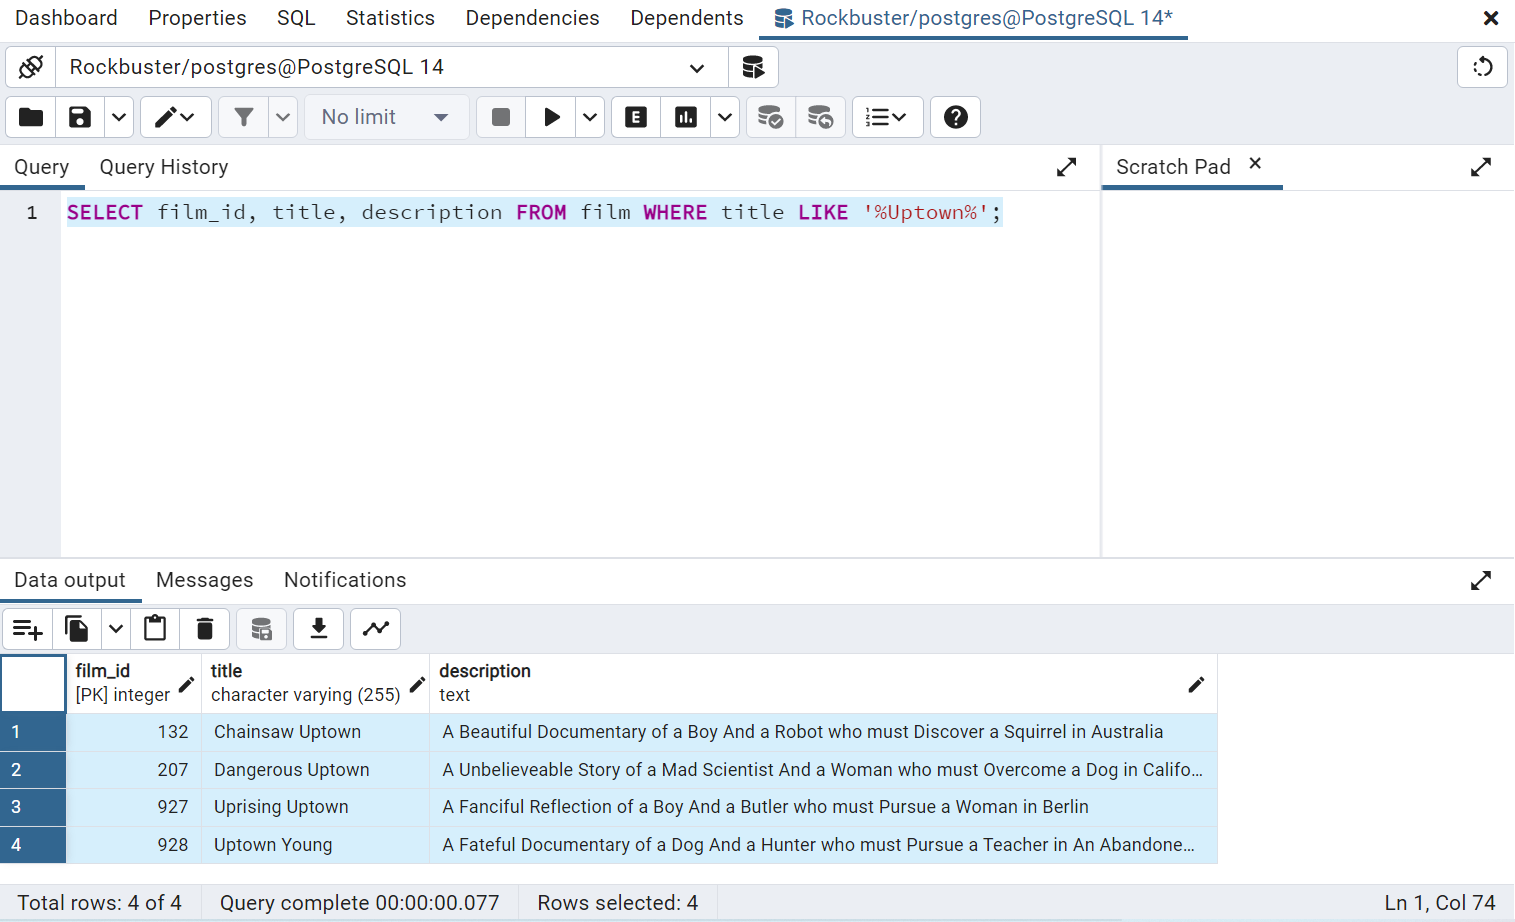 Dashboard Properties SQL Statistics Dependencies Dependents Rockbuster/postgres@PostgreSQL 14*
Rockbuster/postgres@PostgreSQL 14
No limit E
Query Query History Scratch Pad
1 SELECT film_id, title, description FROM film WHERE title LIKE '%Uptown%';
Data output Messages Notifications
film_id title description
[PK] integer character varying (255) text
1 132 Chainsaw Uptown A Beautiful Documentary of a Boy And a Robot who must Discover a Squirrel in Australia
2 207 Dangerous Uptown A Unbelieveable Story of a Mad Scientist And a Woman who must Overcome a Dog in Califo...
3 927 Uprising Uptown A Fanciful Reflection of a Boy And a Butler who must Pursue a Woman in Berlin
4 928 Uptown Young A Fateful Documentary of a Dog And a Hunter who must Pursue a Teacher in An Abandone...
Total rows: 4 of 4 Query complete 00:00:00.077 Rows selected: 4 Ln 1, Col 74